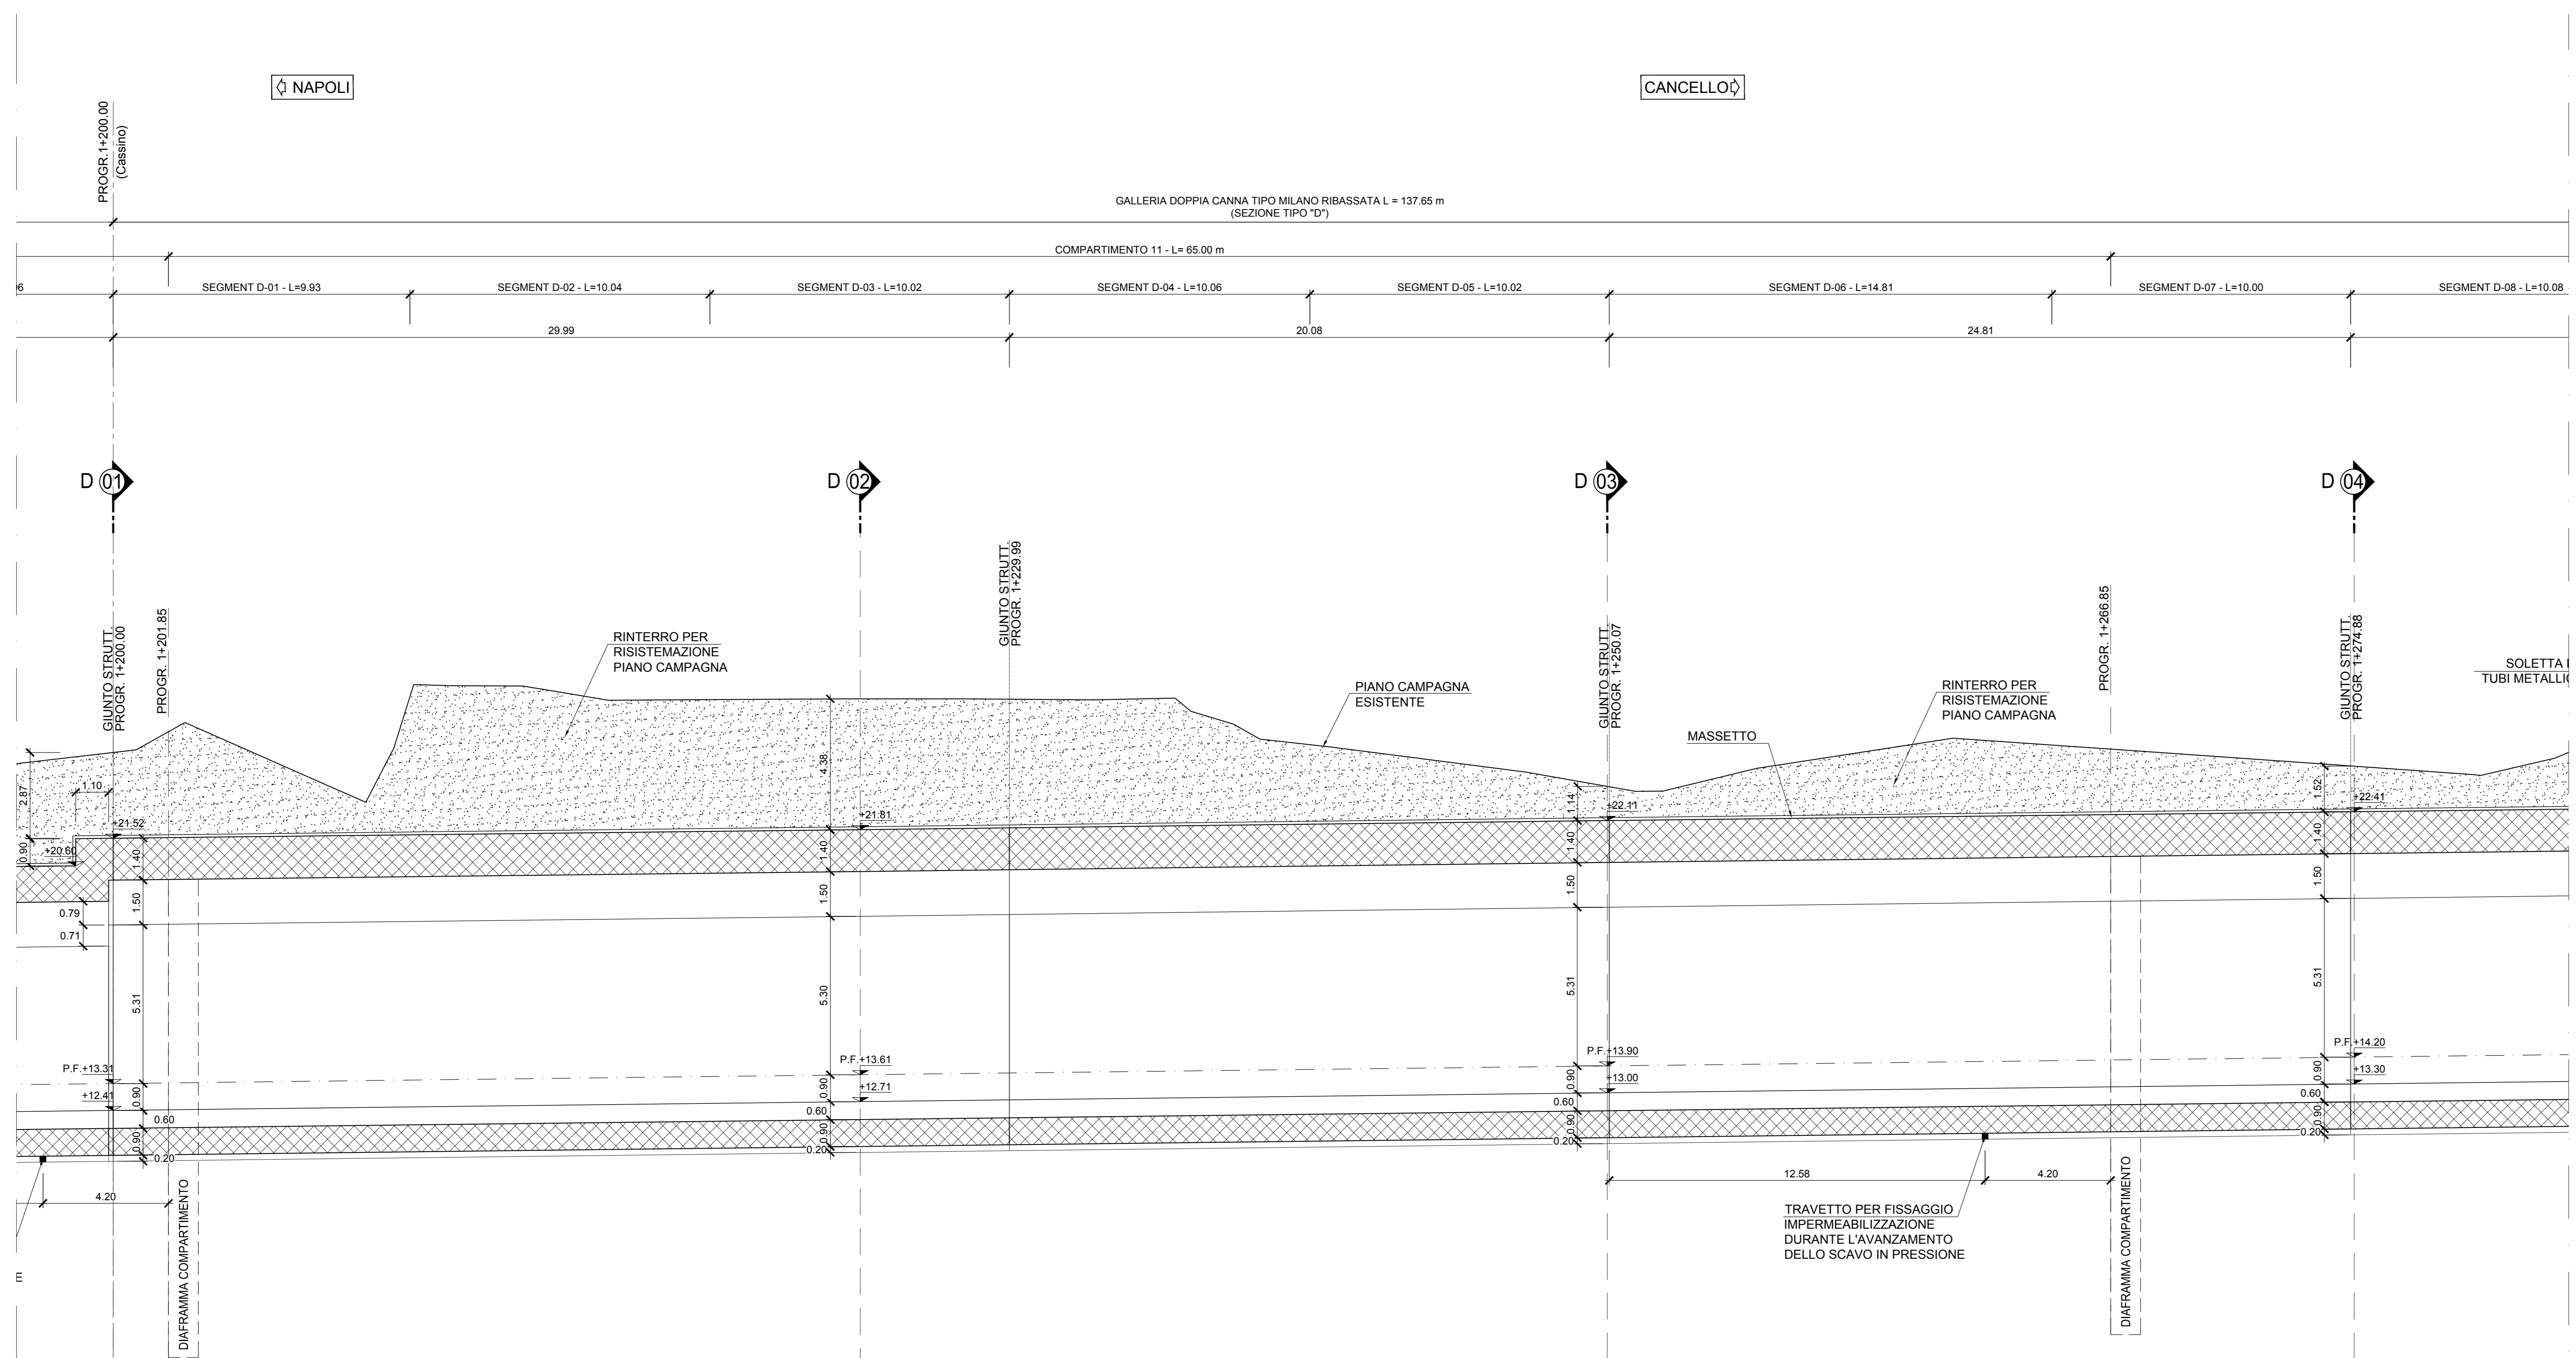 NAPOLI
CANCELLO
PROGR.1+200.00
(Cassino)
GALLERIA DOPPIA CANNA TIPO MILANO RIBASSATA L = 137.65 m
(SEZIONE TIPO "D")
COMPARTIMENTO 11 - L= 65.00 m
SEGMENT D-01 - L=9.93
SEGMENT D-02 - L=10.04
SEGMENT D-03 - L=10.02
SEGMENT D-04 - L=10.06
SEGMENT D-05 - L=10.02
SEGMENT D-06 - L=14.81
SEGMENT D-07 - L=10.00
SEGMENT D-08 - L=10.08
29.99
20.08
24.81
D 01
D 02
D 03
D 04
GIUNTO STRUTT.
PROGR. 1+200.00
PROGR. 1+201.85
RINTERRO PER
RISISTEMAZIONE
PIANO CAMPAGNA
GIUNTO STRUTT.
PROGR. 1+229.99
PIANO CAMPAGNA
ESISTENTE
GIUNTO STRUTT.
PROGR. 1+250.07
MASSETTO
RINTERRO PER
RISISTEMAZIONE
PIANO CAMPAGNA
PROGR. 1+266.85
GIUNTO STRUTT.
PROGR. 1+274.88
SOLETTA
TUBI METALLIC
2.87
1.10
4.38
1.14
1.52
+21.52
+21.81
+22.11
+22.41
0.90
+20.60
1.40
1.40
1.40
1.40
1.50
1.50
1.50
1.50
0.79
0.71
5.31
5.30
5.31
5.31
P.F.+13.31
P.F.+13.61
P.F.+13.90
P.F.+14.20
+12.41
+12.71
+13.00
+13.30
0.90
0.90
0.90
0.90
0.60
0.60
0.60
0.60
0.90
0.90
0.90
0.90
0.20
0.20
0.20
0.20
4.20
12.58
4.20
DIAFRAMMA COMPARTIMENTO
TRAVETTO PER FISSAGGIO
IMPERMEABILIZZAZIONE
DURANTE L'AVANZAMENTO
DELLO SCAVO IN PRESSIONE
DIAFRAMMA COMPARTIMENTO